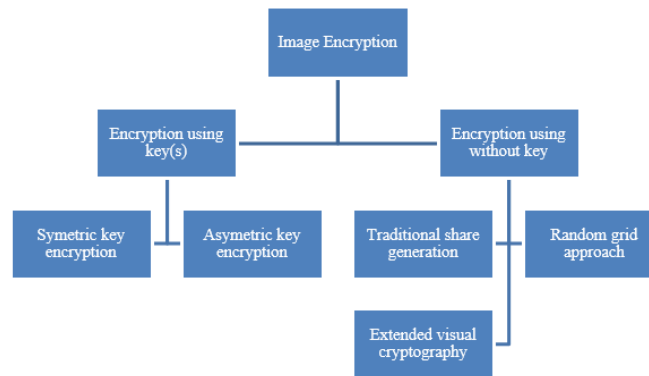 Image Encryption
Encryption using
key(s)
Encryption using
without key
Symetric key
encryption
Asymetric key
encryption
Traditional share
generation
Random grid
approach
Extended visual
cryptography